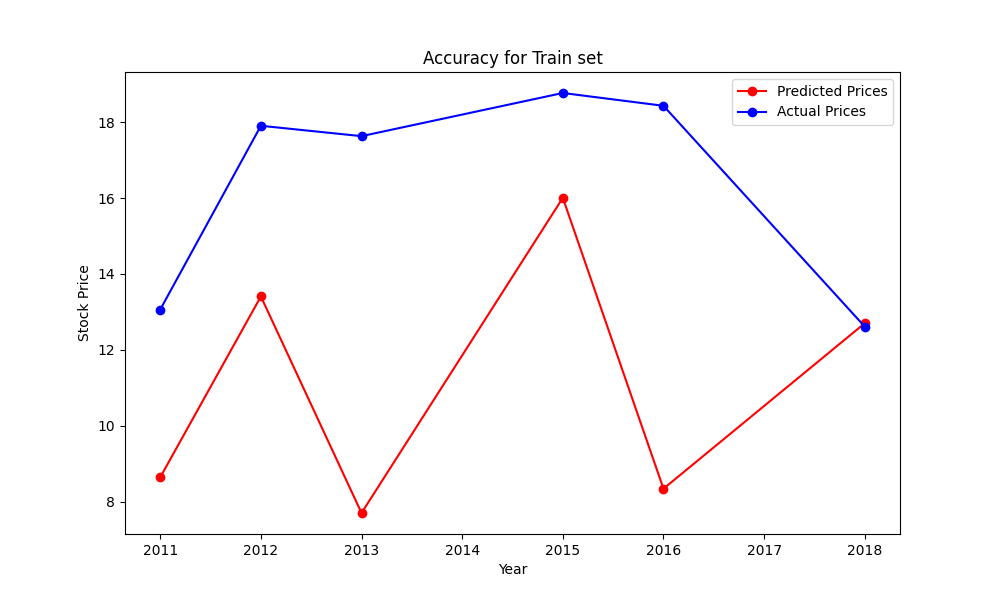 Accuracy for Train set
Predicted Prices
Actual Prices
Stock Price
18
16
14
12
10
8
2011 2012 2013 2014 2015 2016 2017 2018
Year